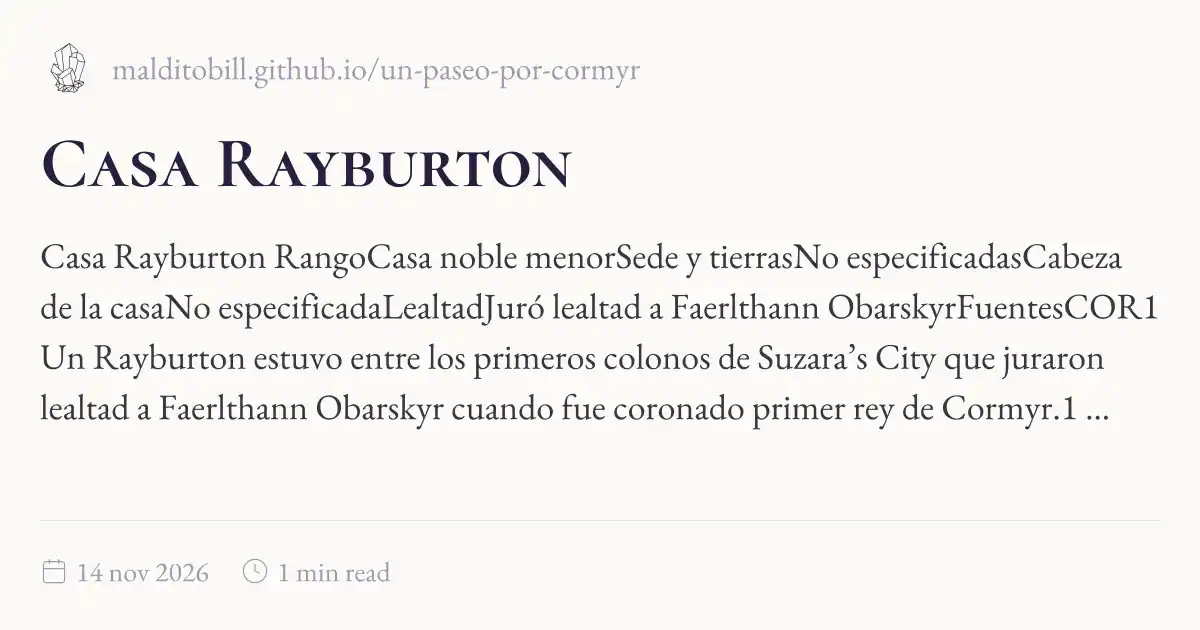 malditobill.github.io/un-paseo-por-cormyr
Casa Rayburton
Casa Rayburton RangoCasa noble menorSede y tierrasNo especificadasCabeza
de la casaNo especificadaLealtadJuró lealtad a Faerlthann ObarskyrFuentesCOR1
Un Rayburton estuvo entre los primeros colonos de Suzara’s City que juraron
lealtad a Faerlthann Obarskyr cuando fue coronado primer rey de Cormyr.1 ...
14 nov 2026
1 min read